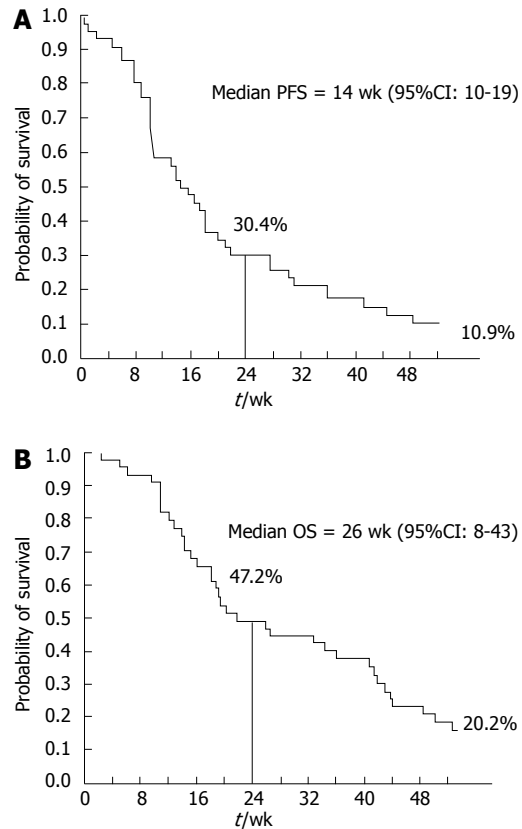 A
Probability of survival
1.0
0.9
0.8
0.7
0.6
0.5
0.4
0.3
0.2
0.1
0.0
Median PFS = 14 wk (95%CI: 10-19)
30.4%
10.9%
0 8 16 24 32 40 48
t/wk
B
Probability of survival
1.0
0.9
0.8
0.7
0.6
0.5
0.4
0.3
0.2
0.1
0.0
Median OS = 26 wk (95%CI: 8-43)
47.2%
20.2%
0 8 16 24 32 40
t/wk